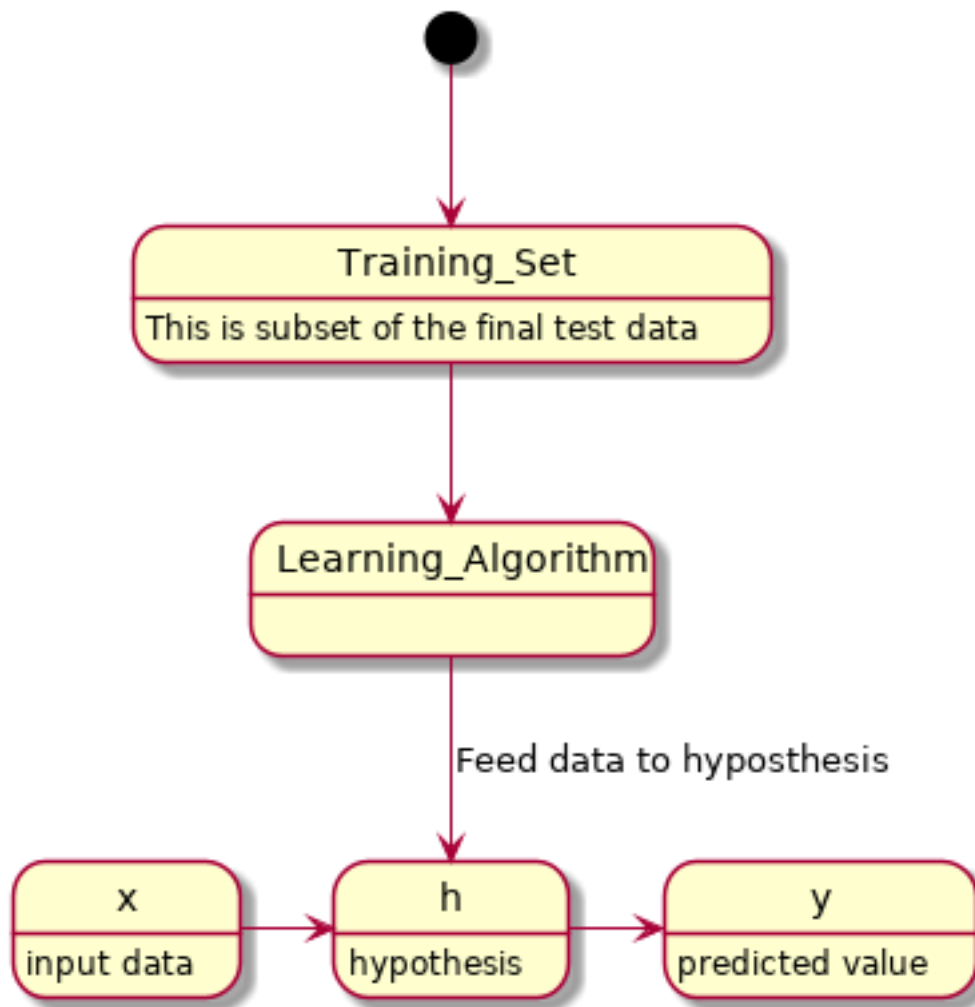 Training_Set
This is subset of the final test data
Learning_Algorithm
Feed data to hyposthesis
x
input data
h
hypothesis
y
predicted value